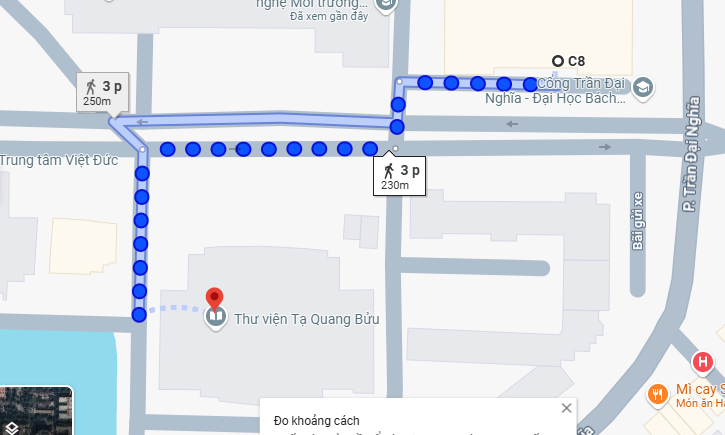 nghệ Môi trường...
Đã xem gần đây
C8
3 p
250m
Cổng Trần Đại
Nghĩa - Đại Học Bách...
Trung tâm Việt Đức
3 p
230m
P. Trần Đại Nghĩa
Bãi gửi xe
Thư viện Tạ Quang Bửu
H
Mì cay S
Món ăn Hà
Đo khoảng cách